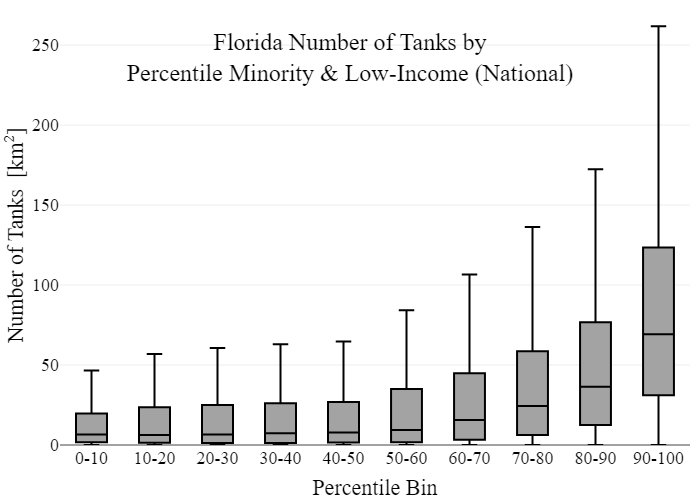 Florida Number of Tanks by
Percentile Minority & Low-Income (National)
Number of Tanks [km²]
250
200
150
100
50
0
0-10 10-20 20-30 30-40 40-50 50-60 60-70 70-80 80-90 90-100
Percentile Bin